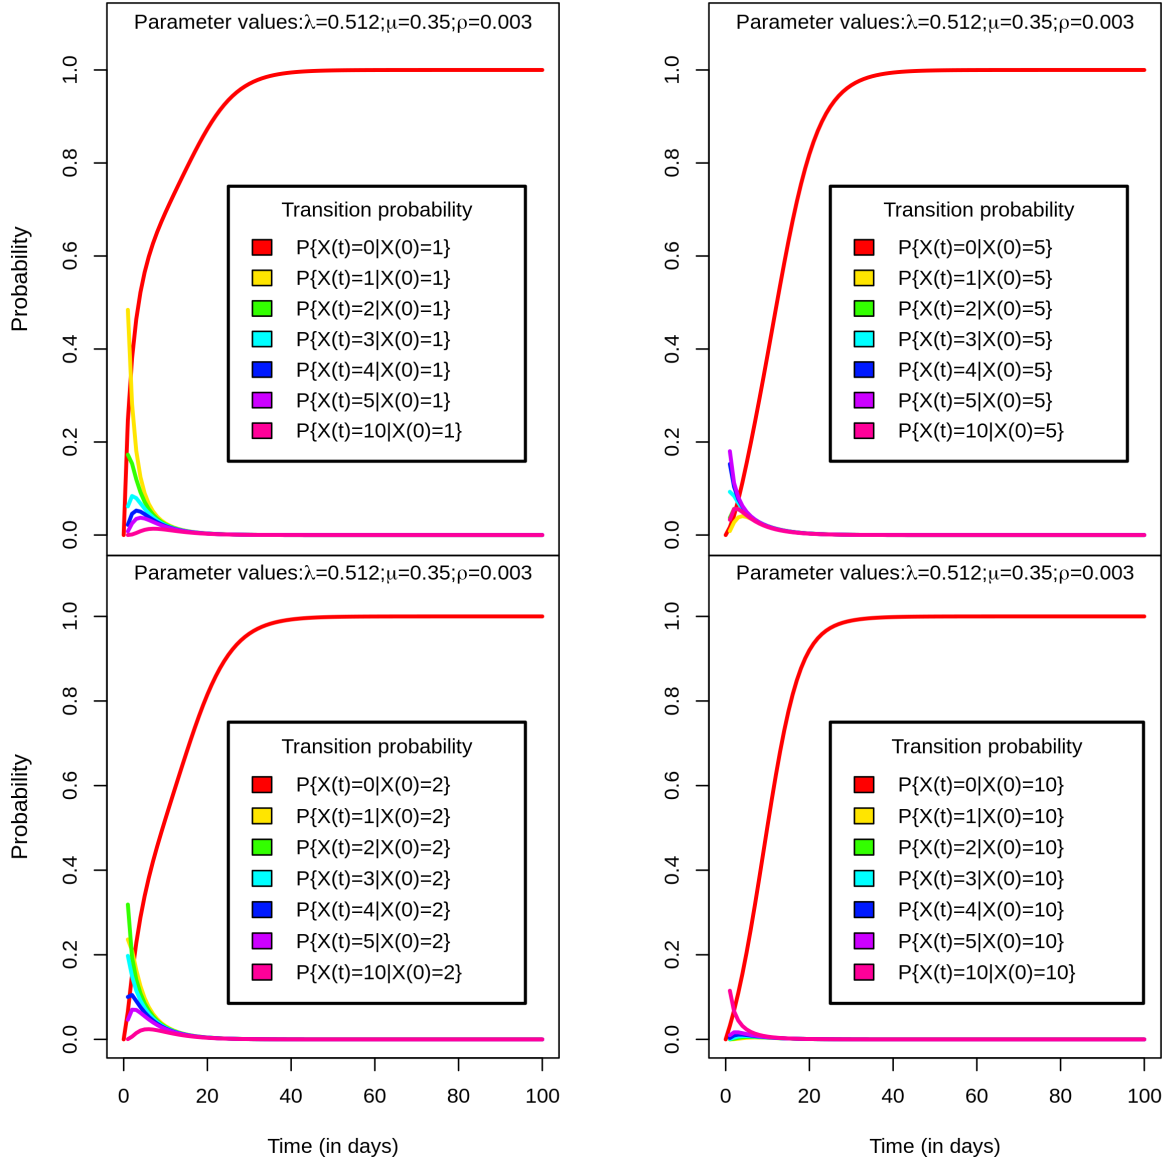 Parameter values:λ=0.512;μ=0.35;ρ=0.003
Probability
1.0
0.8
0.6
0.4
0.2
0.0
Transition probability
P{X(t)=0|X(0)=1}
P{X(t)=1|X(0)=1}
P{X(t)=2|X(0)=1}
P{X(t)=3|X(0)=1}
P{X(t)=4|X(0)=1}
P{X(t)=5|X(0)=1}
P{X(t)=10|X(0)=1}
Parameter values:λ=0.512;μ=0.35;ρ=0.003
1.0
0.8
0.6
0.4
0.2
0.0
Transition probability
P{X(t)=0|X(0)=5}
P{X(t)=1|X(0)=5}
P{X(t)=2|X(0)=5}
P{X(t)=3|X(0)=5}
P{X(t)=4|X(0)=5}
P{X(t)=5|X(0)=5}
P{X(t)=10|X(0)=5}
Parameter values:λ=0.512;μ=0.35;ρ=0.003
Probability
1.0
0.8
0.6
0.4
0.2
0.0
Transition probability
P{X(t)=0|X(0)=2}
P{X(t)=1|X(0)=2}
P{X(t)=2|X(0)=2}
P{X(t)=3|X(0)=2}
P{X(t)=4|X(0)=2}
P{X(t)=5|X(0)=2}
P{X(t)=10|X(0)=2}
0 20 40 60 80 100
Time (in days)
Parameter values:λ=0.512;μ=0.35;ρ=0.003
1.0
0.8
0.6
0.4
0.2
0.0
Transition probability
P{X(t)=0|X(0)=10}
P{X(t)=1|X(0)=10}
P{X(t)=2|X(0)=10}
P{X(t)=3|X(0)=10}
P{X(t)=4|X(0)=10}
P{X(t)=5|X(0)=10}
P{X(t)=10|X(0)=10}
0 20 40 60 80 100
Time (in days)